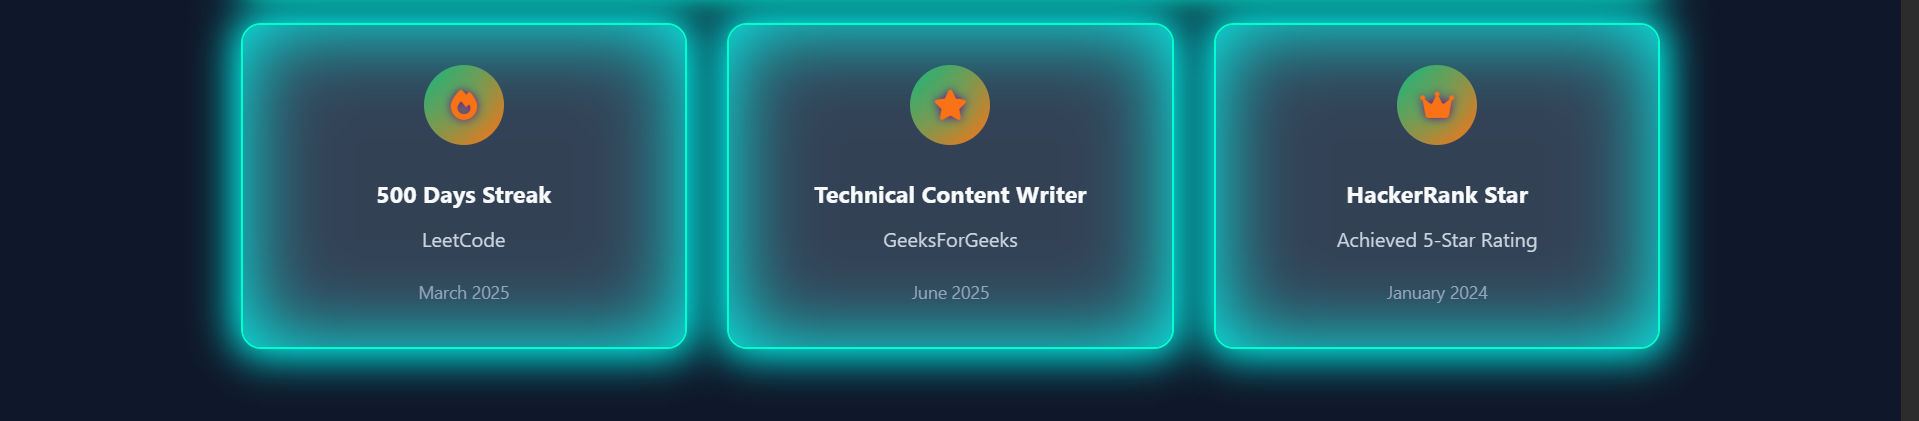 500 Days Streak
LeetCode
March 2025
Technical Content Writer
GeeksForGeeks
June 2025
HackerRank Star
Achieved 5-Star Rating
January 2024